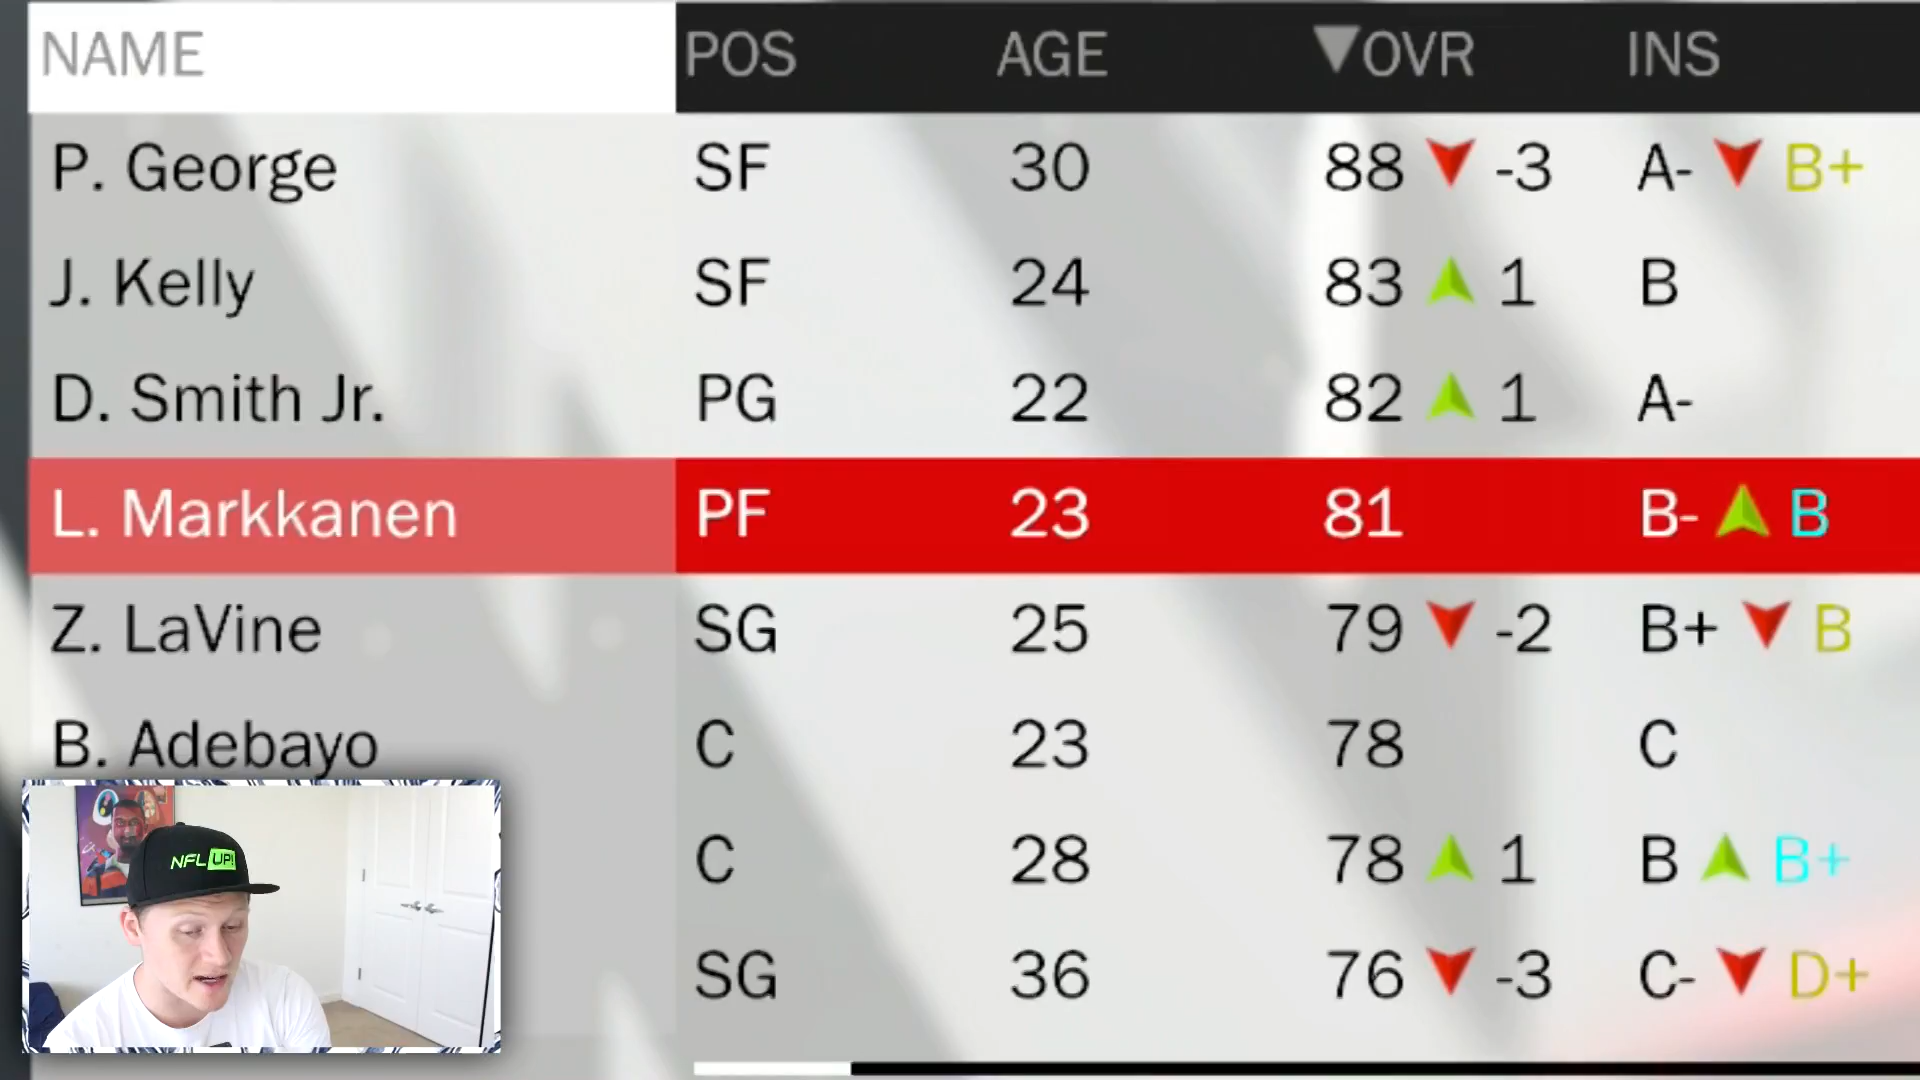 NAME POS AGE ▼OVR INS
P. George SF 30 88 ▼ -3 A- ▼ B+
J. Kelly SF 24 83 ▲ 1 B
D. Smith Jr. PG 22 82 ▲ 1 A-
L. Markkanen PF 23 81 B- ▲ B
Z. LaVine SG 25 79 ▼ -2 B+ ▼ B
B. Adebayo C 23 78 C
C 28 78 ▲ 1 B ▲ B+
SG 36 76 ▼ -3 C- ▼ D+
NFL UP!